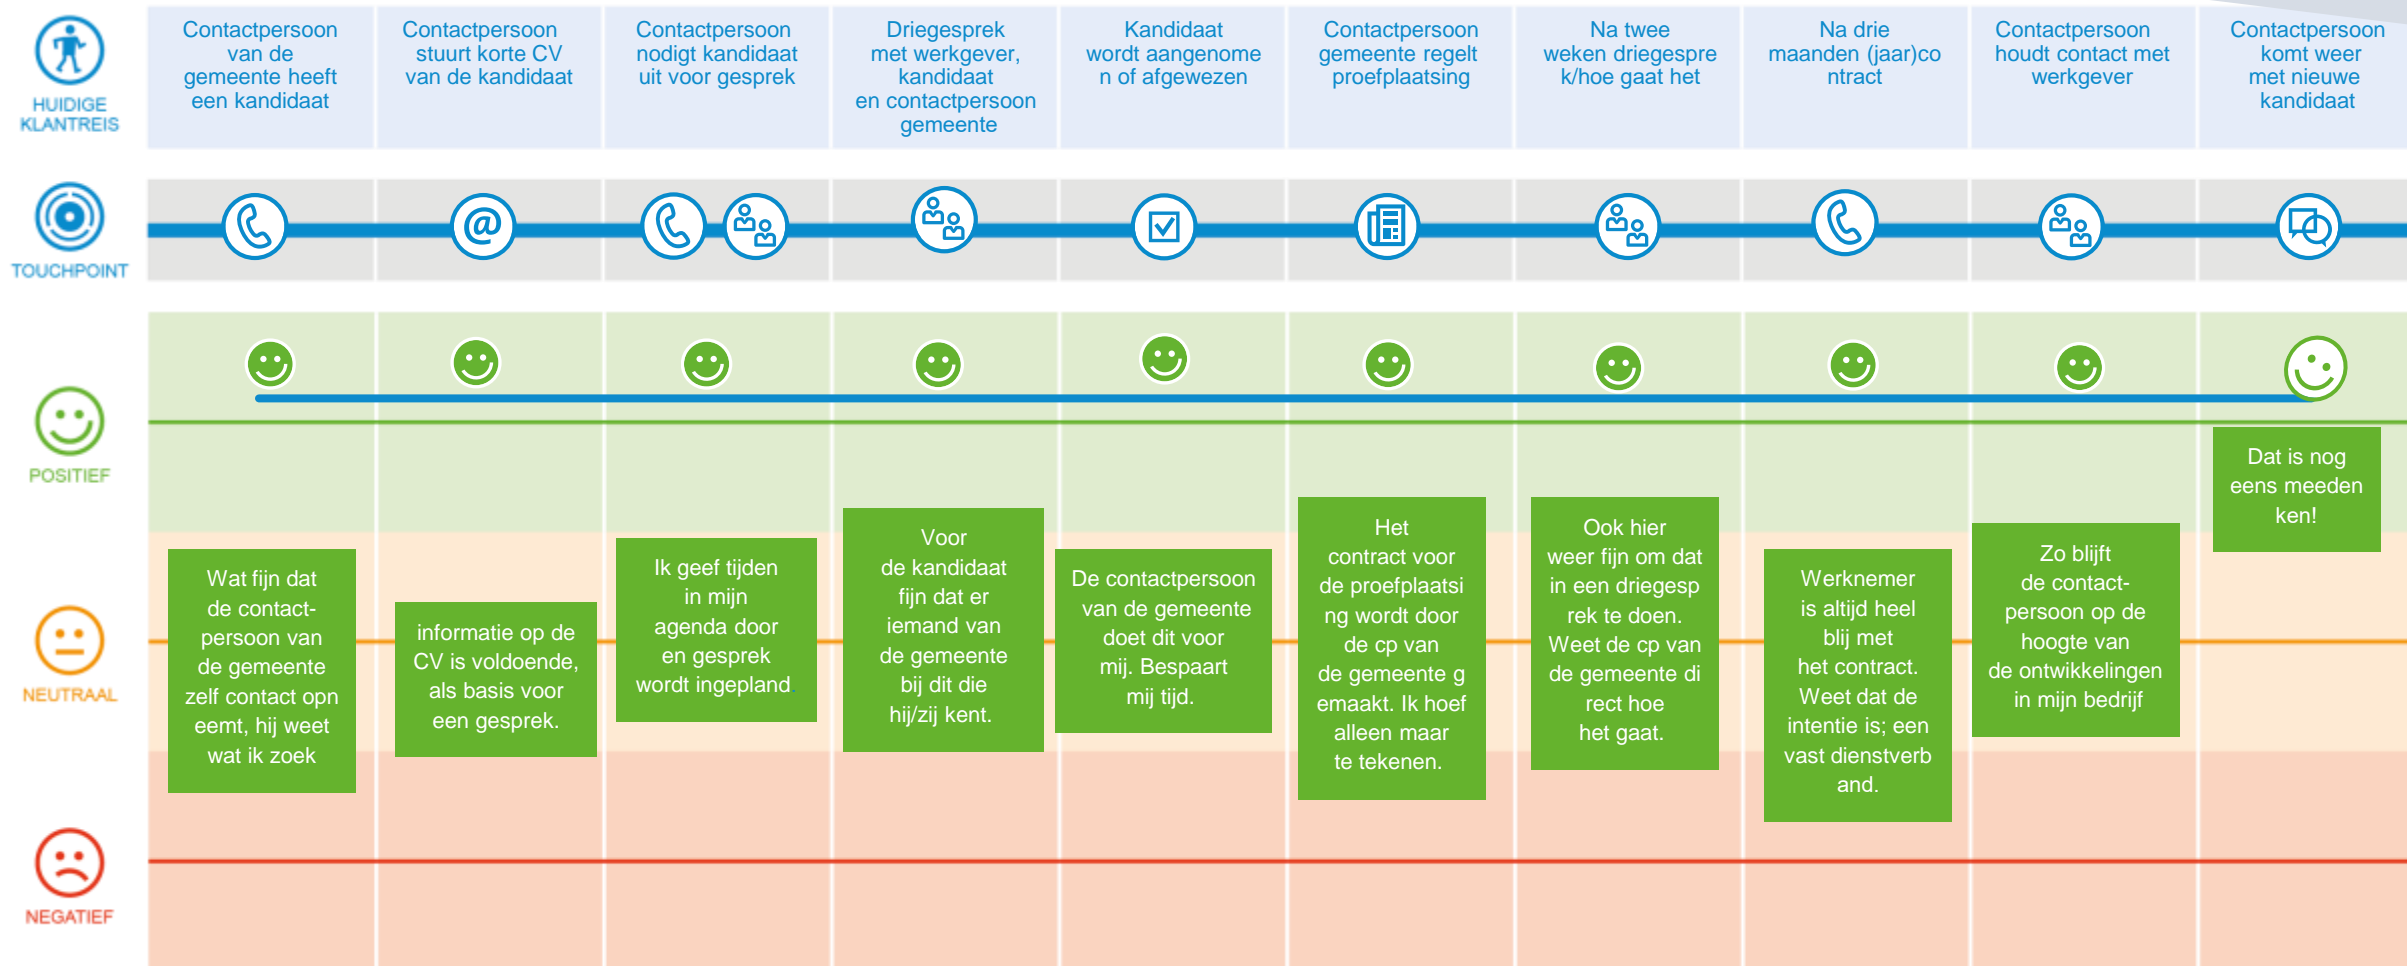 HUIDIGE
KLANTREIS
Contactpersoon
van de
gemeente heeft
een kandidaat
Contactpersoon
stuurt korte CV
van de kandidaat
Contactpersoon
nodigt kandidaat
uit voor gesprek
Driegesprek
met werkgever,
kandidaat
en contactpersoon
gemeente
Kandidaat
wordt aangenome
n of afgewezen
Contactpersoon
gemeente regelt
proefplaatsing
Na twee
weken driegespre
k/hoe gaat het
Na drie
maanden (jaar)co
ntract
Contactpersoon
houdt contact met
werkgever
Contactpersoon
komt weer
met nieuwe
kandidaat
TOUCHPOINT
@
POSITIEF
NEUTRAAL
NEGATIEF
Wat fijn dat
de contact-
persoon van
de gemeente
zelf contact opn
eemt, hij weet
wat ik zoek
informatie op de
CV is voldoende,
als basis voor
een gesprek.
Ik geef tijden
in mijn
agenda door
en gesprek
wordt ingepland.
Voor
de kandidaat
fijn dat er
iemand van
de gemeente
bij dit die
hij/zij kent.
De contactpersoon
van de gemeente
doet dit voor
mij. Bespaart
mij tijd.
Het
contract voor
de proefplaatsi
ng wordt door
de cp van
de gemeente g
emaakt. Ik hoef
alleen maar
te tekenen.
Ook hier
weer fijn om dat
in een driegesp
rek te doen.
Weet de cp van
de gemeente di
rect hoe
het gaat.
Werknemer
is altijd heel
blij met
het contract.
Weet dat de
intentie is; een
vast dienstverb
and.
Zo blijft
de contact-
persoon op de
hoogte van
de ontwikkelingen
in mijn bedrijf
Dat is nog
eens meeden
ken!